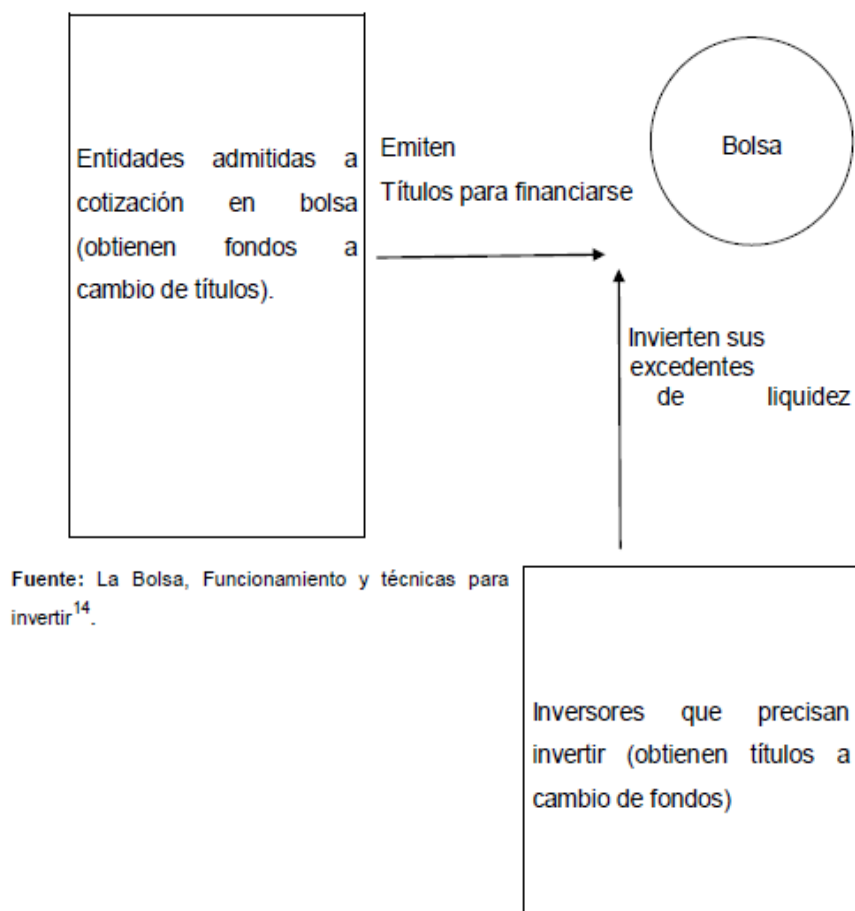 Entidades admitidas a
cotización en bolsa
(obtienen fondos a
cambio de títulos).
Emiten
Títulos para financiarse
Bolsa
Invierten sus
excedentes
de liquidez
Fuente: La Bolsa, Funcionamiento y técnicas para
invertir14.
Inversores que precisan
invertir (obtienen títulos a
cambio de fondos)